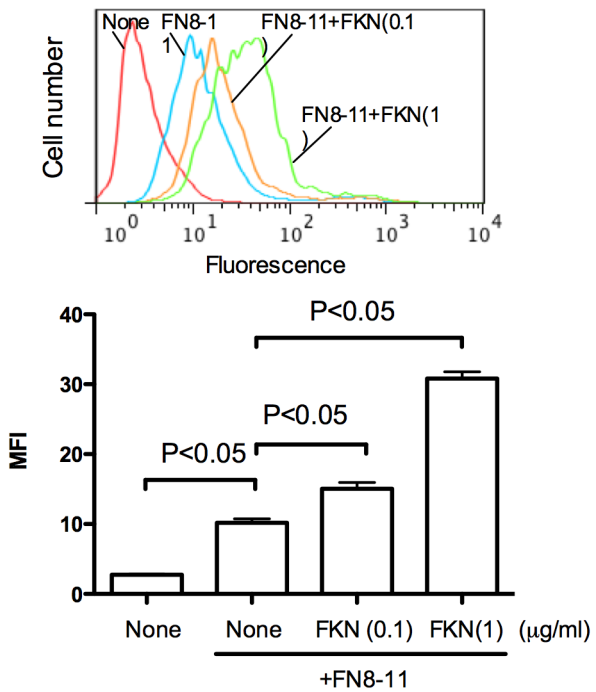 None FN8-1 FN8-11+FKN(0.1
1) )
FN8-11+FKN(1
)
Cell number
10^0 10^1 10^2 10^3 10^4
Fluorescence
P<0.05
P<0.05
P<0.05
MFI
40
30
20
10
0
None None FKN (0.1) FKN(1) (μg/ml)
+FN8-11